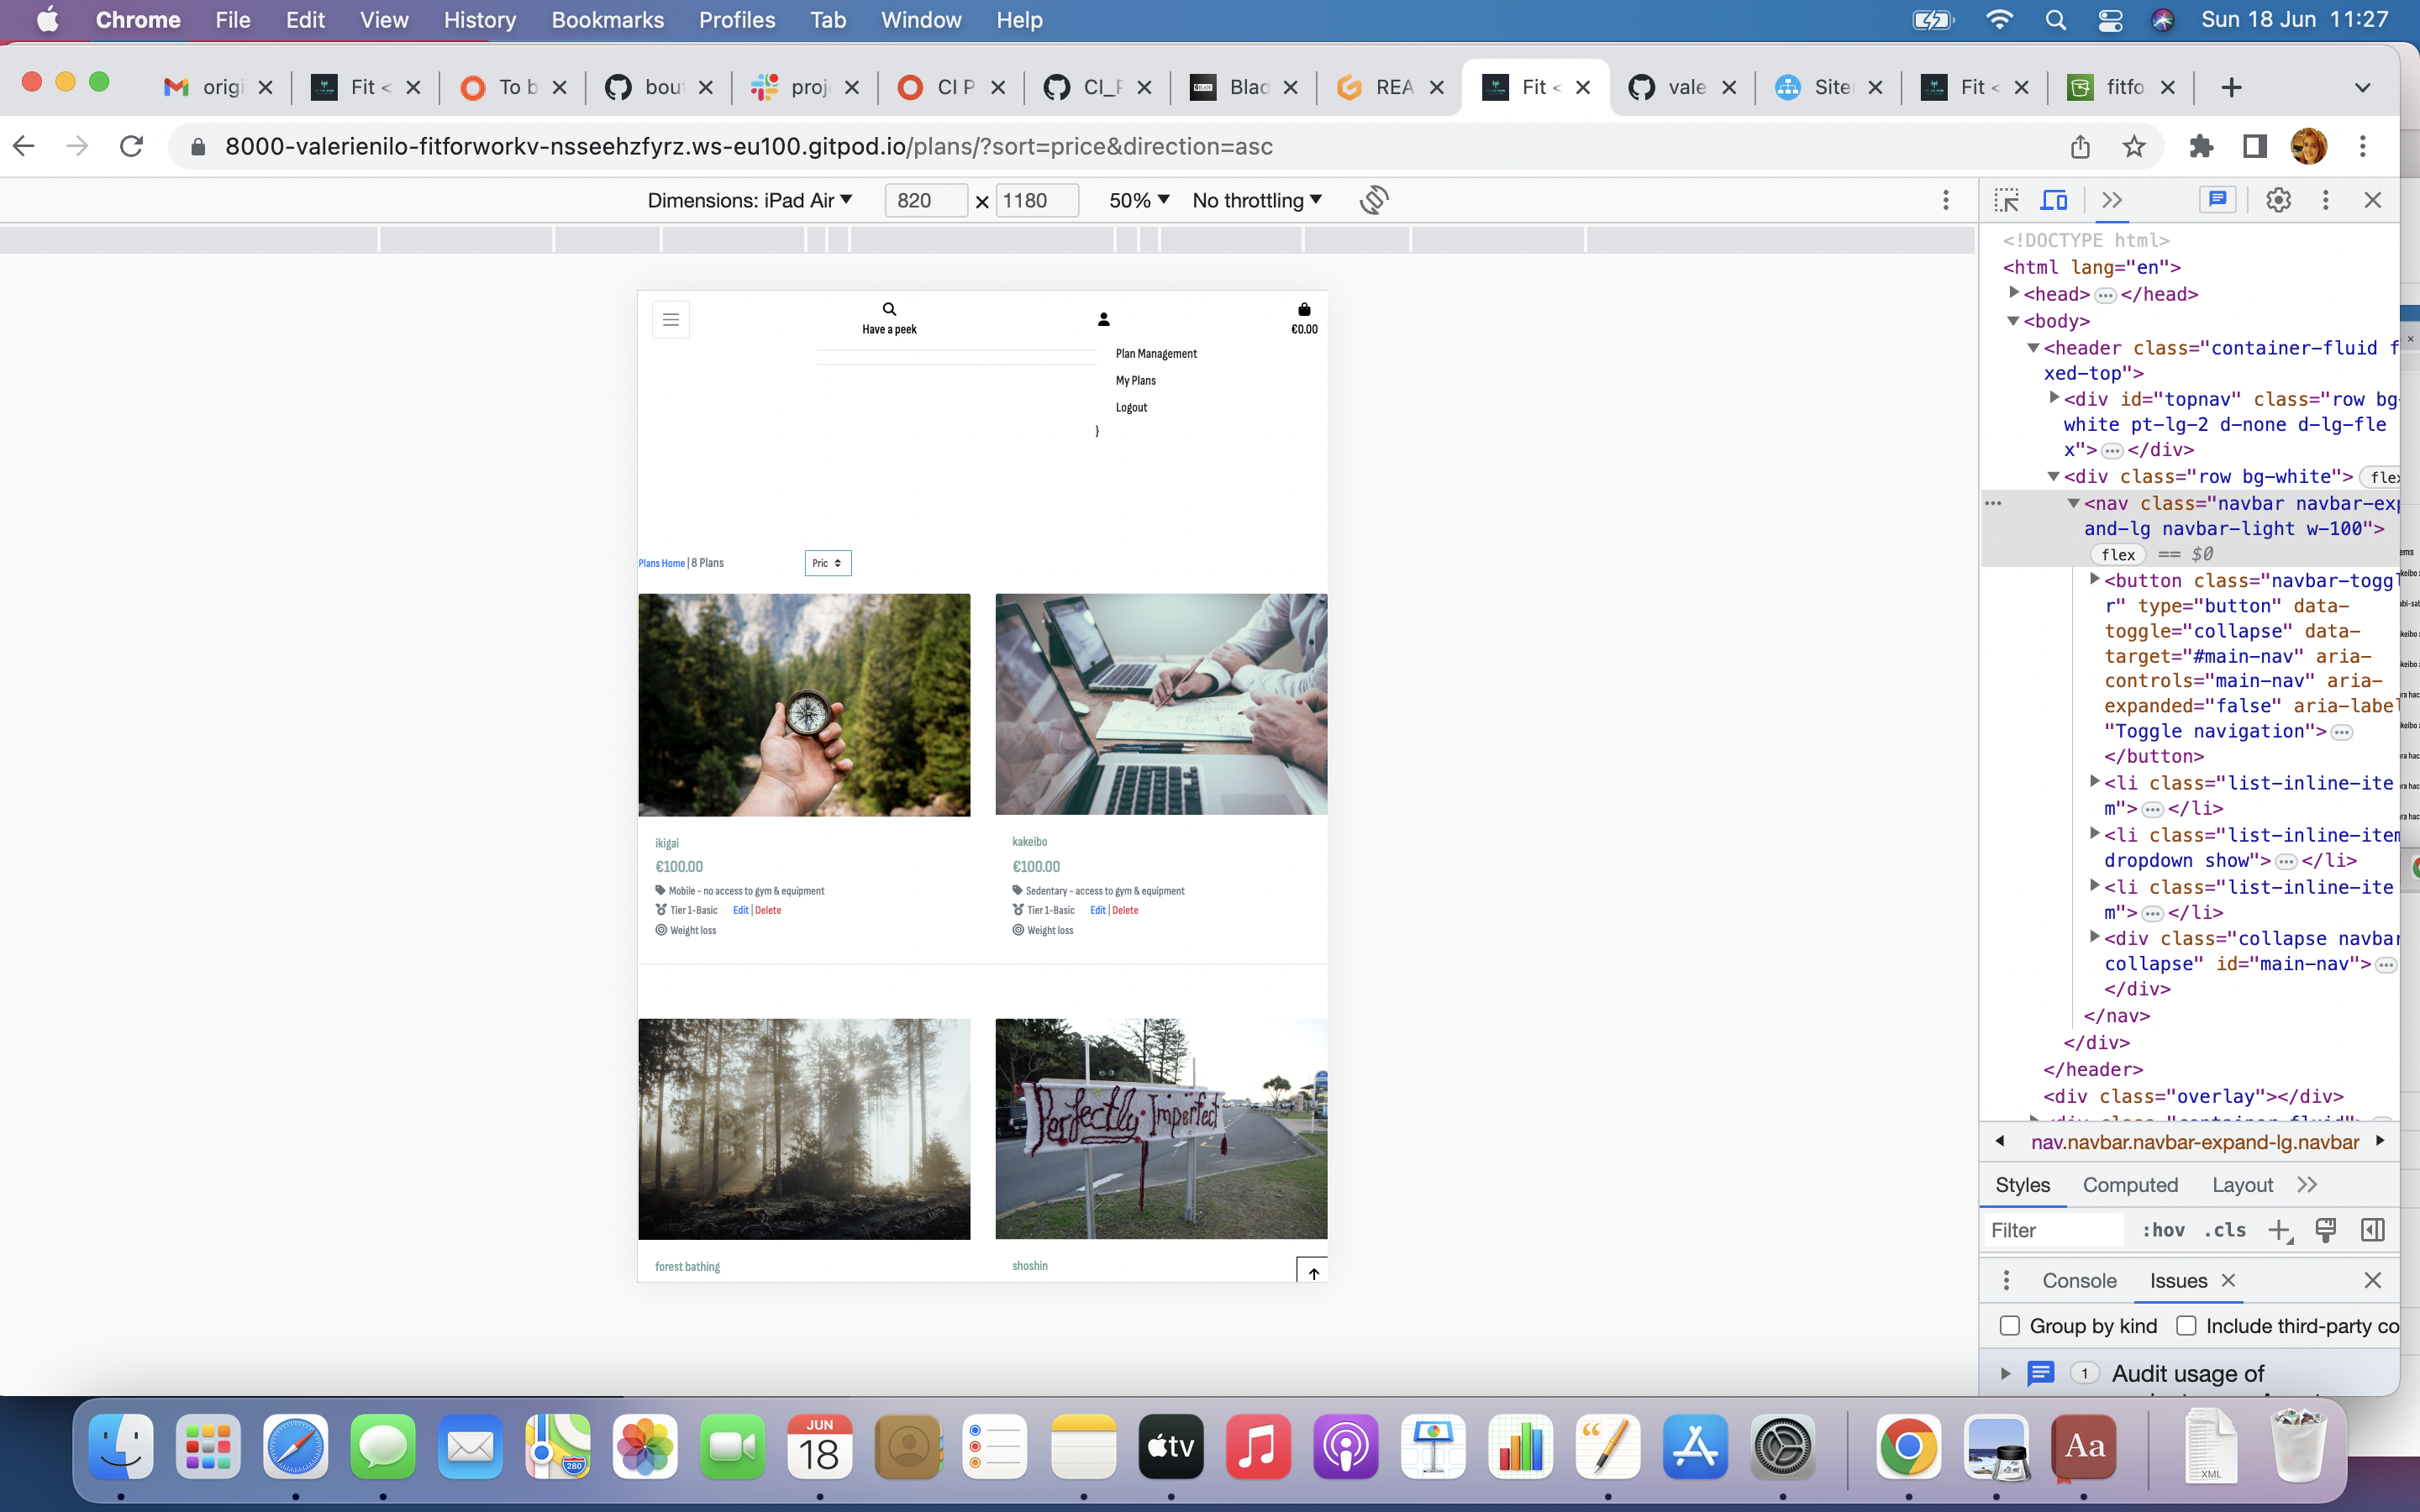 Chrome File Edit View History Bookmarks Profiles Tab Window Help Sun 18 Jun 11:27
origi Fit < To b bout proj CI P CI_F Blad REA Fit < vale Site Fit < fitfo
8000-valerienilo-fitforworkv-nsseehzfyrz.ws-eu100.gitpod.io/plans/?sort=price&direction=asc
Dimensions: iPad Air 820 × 1180 50% No throttling
Have a peek
€0.00
Plan Management
My Plans
Logout
}
Plans Home | 8 Plans Pric
ikigai
€100.00
Mobile - no access to gym & equipment
Tier 1-Basic Edit | Delete
Weight loss
kakeibo
€100.00
Sedentary - access to gym & equipment
Tier 1-Basic Edit | Delete
Weight loss
Perfectly Imperfect
forest bathing
shoshin
<!DOCTYPE html>
<html lang="en">
<head> ••• </head>
<body>
<header class="container-fluid f
xed-top">
<div id="topnav" class="row bg-
white pt-lg-2 d-none d-lg-fle
x"> ••• </div>
<div class="row bg-white"> flex
<nav class="navbar navbar-exp
and-lg navbar-light w-100">
flex == $0
<button class="navbar-toggl
r" type="button" data-
toggle="collapse" data-
target="#main-nav" aria-
controls="main-nav" aria-
expanded="false" aria-label
"Toggle navigation"> •••
</button>
<li class="list-inline-ite
m"> ••• </li>
<li class="list-inline-item
dropdown show"> ••• </li>
<li class="list-inline-ite
m"> ••• </li>
<div class="collapse navbar
collapse" id="main-nav"> •••
</div>
</nav>
</div>
</header>
<div class="overlay"></div>
nav.navbar.navbar-expand-lg.navbar
Styles Computed Layout
Filter :hov .cls
Console Issues
Group by kind Include third-party co
1 Audit usage of
JUN
18
280
tv
Aa
XML